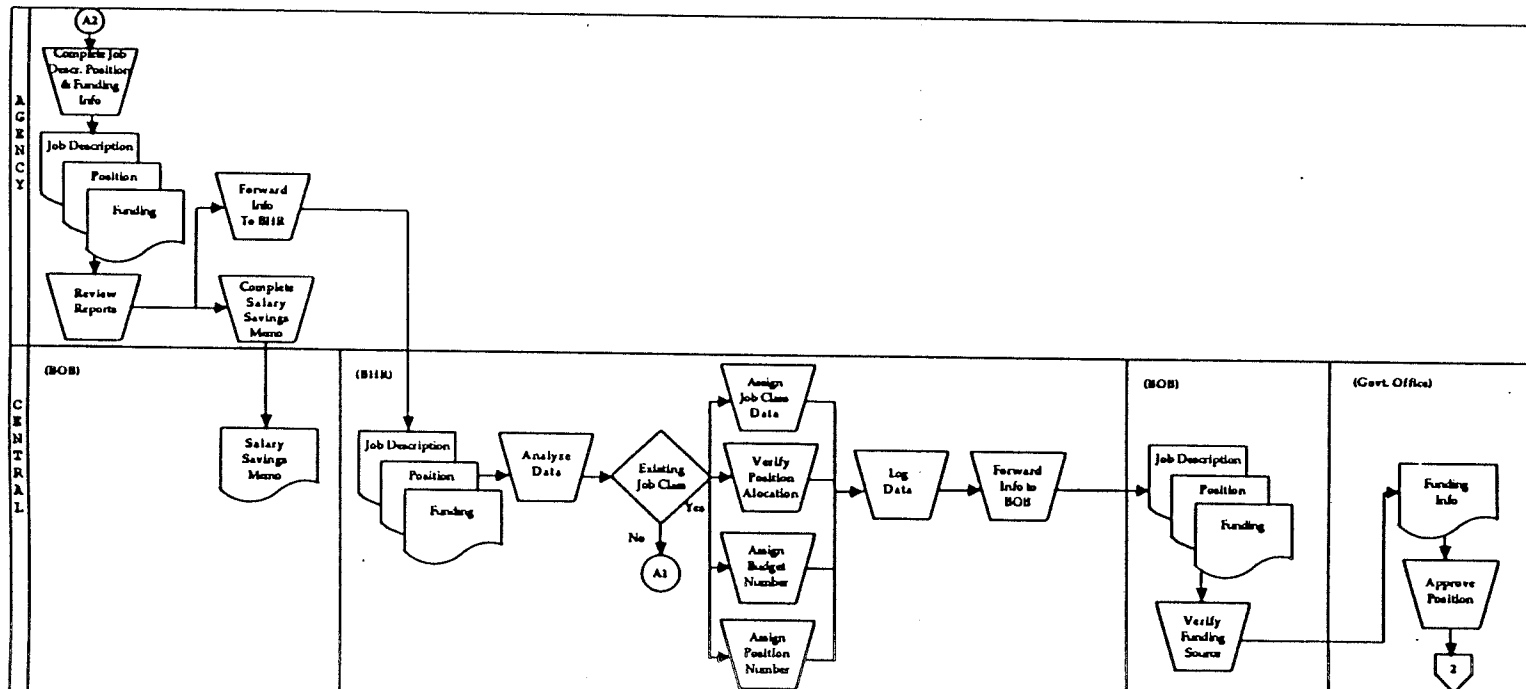 A2
Complete Job
Descr. Position
& Funding
Info
AGENCY
Job Description
Position
Funding
Forward
Info
To BHR
Review
Reports
Complete
Salary
Savings
Memo
CENTRAL
(BOB)
Salary
Savings
Memo
(BHR)
Job Description
Position
Funding
Analyze
Data
Existing
Job Class
Yes
No
A1
Assign
Job Class
Data
Verify
Position
Alocation
Assign
Budget
Number
Assign
Position
Number
Log
Data
Forward
Info to
BOB
(BOB)
Job Description
Position
Funding
Verify
Funding
Source
(Govt. Office)
Funding
Info
Approve
Position
2